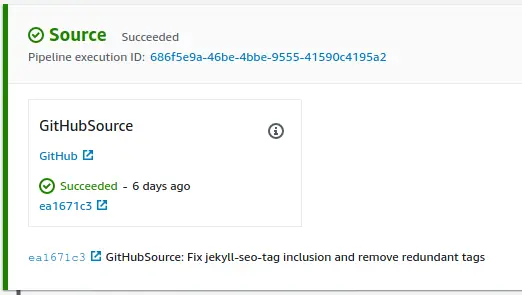 Source Succeeded
Pipeline execution ID: 686f5e9a-46be-4bbe-9555-41590c4195a2
GitHubSource
GitHub
Succeeded - 6 days ago
ea1671c3
ea1671c3 GitHubSource: Fix jekyll-seo-tag inclusion and remove redundant tags